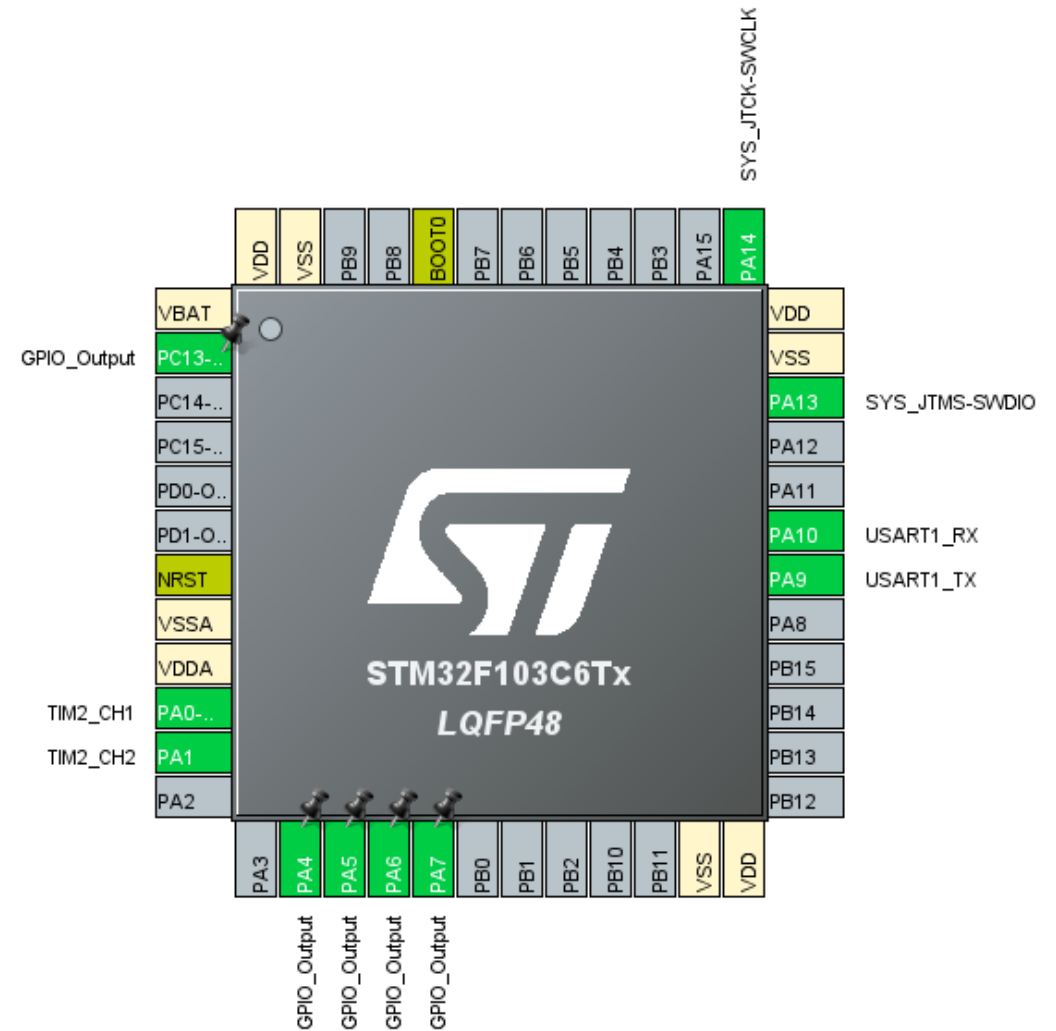 SYS_JTCK-SWCLK
VDD
VSS
PB9
PB8
BOOT0
PB7
PB6
PB5
PB4
PB3
PA15
PA14
VBAT
GPIO_Output
PC13-..
PC14-..
PC15-..
PD0-O..
PD1-O..
NRST
VSSA
VDDA
TIM2_CH1
PA0-..
TIM2_CH2
PA1
PA2
STM32F103C6Tx
LQFP48
VDD
VSS
PA13
SYS_JTMS-SWDIO
PA12
PA11
PA10
USART1_RX
PA9
USART1_TX
PA8
PB15
PB14
PB13
PB12
PA3
PA4
PA5
PA6
PA7
PB0
PB1
PB2
PB10
PB11
VSS
VDD
GPIO_Output
GPIO_Output
GPIO_Output
GPIO_Output